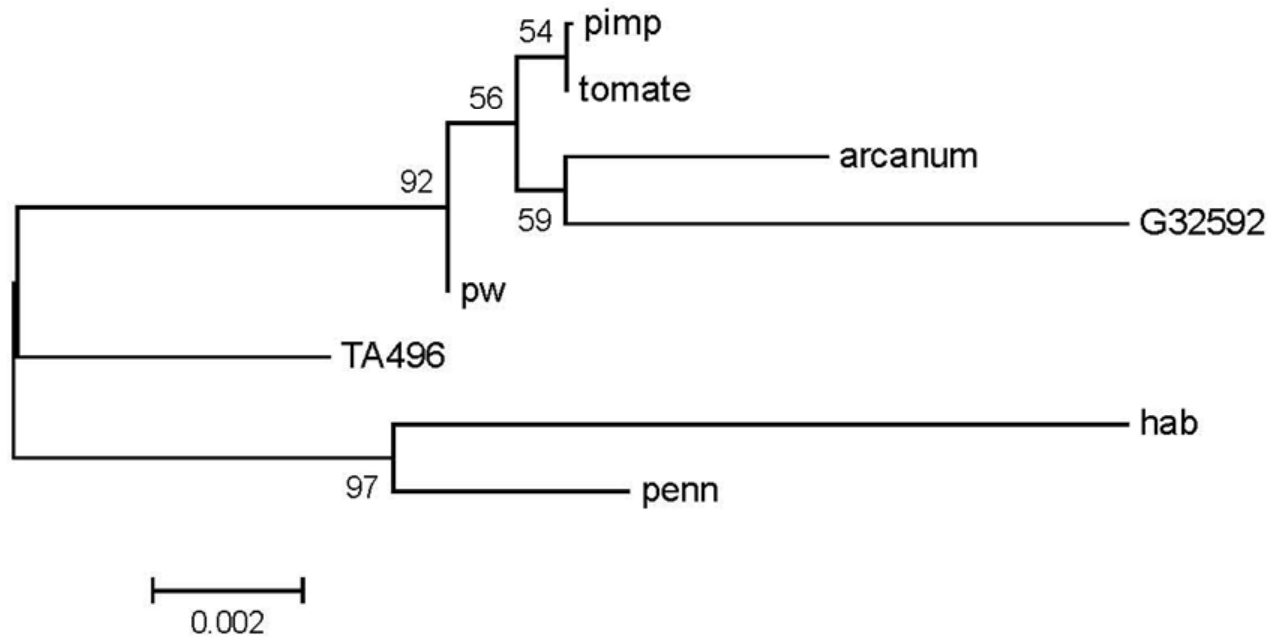 54
pimp
tomate
56
arcanum
92
59
G32592
pw
TA496
hab
97
penn
0.002